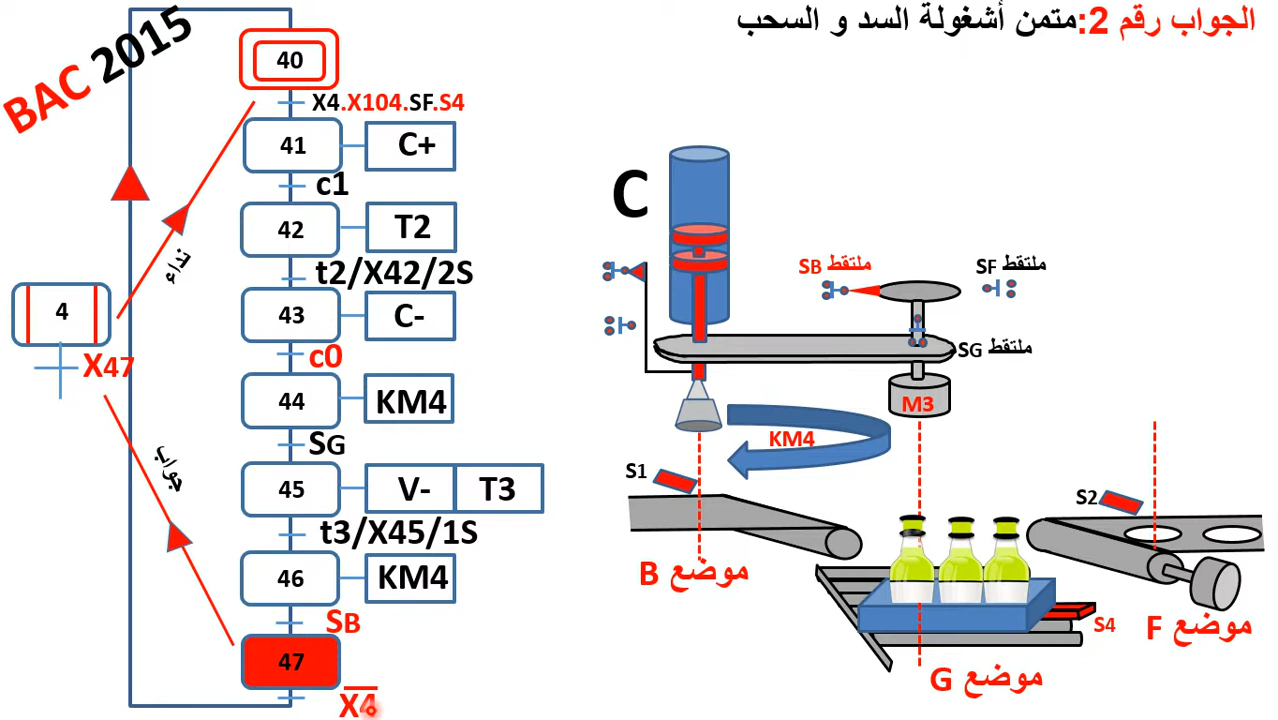 الجواب رقم 2:متمن أشغولة السد و السحب
BAC 2015
40
X4.X104.SF.S4
41
C+
c1
42
T2
t2/X42/2S
43
C-
c0
44
KM4
SG
45
V-
T3
t3/X45/1S
46
KM4
SB
47
X4
4
X47
نداء
جواب
C
ملتقط SB
ملتقط SF
ملتقط SG
M3
KM4
S1
S2
موضع B
S4
موضع F
موضع G